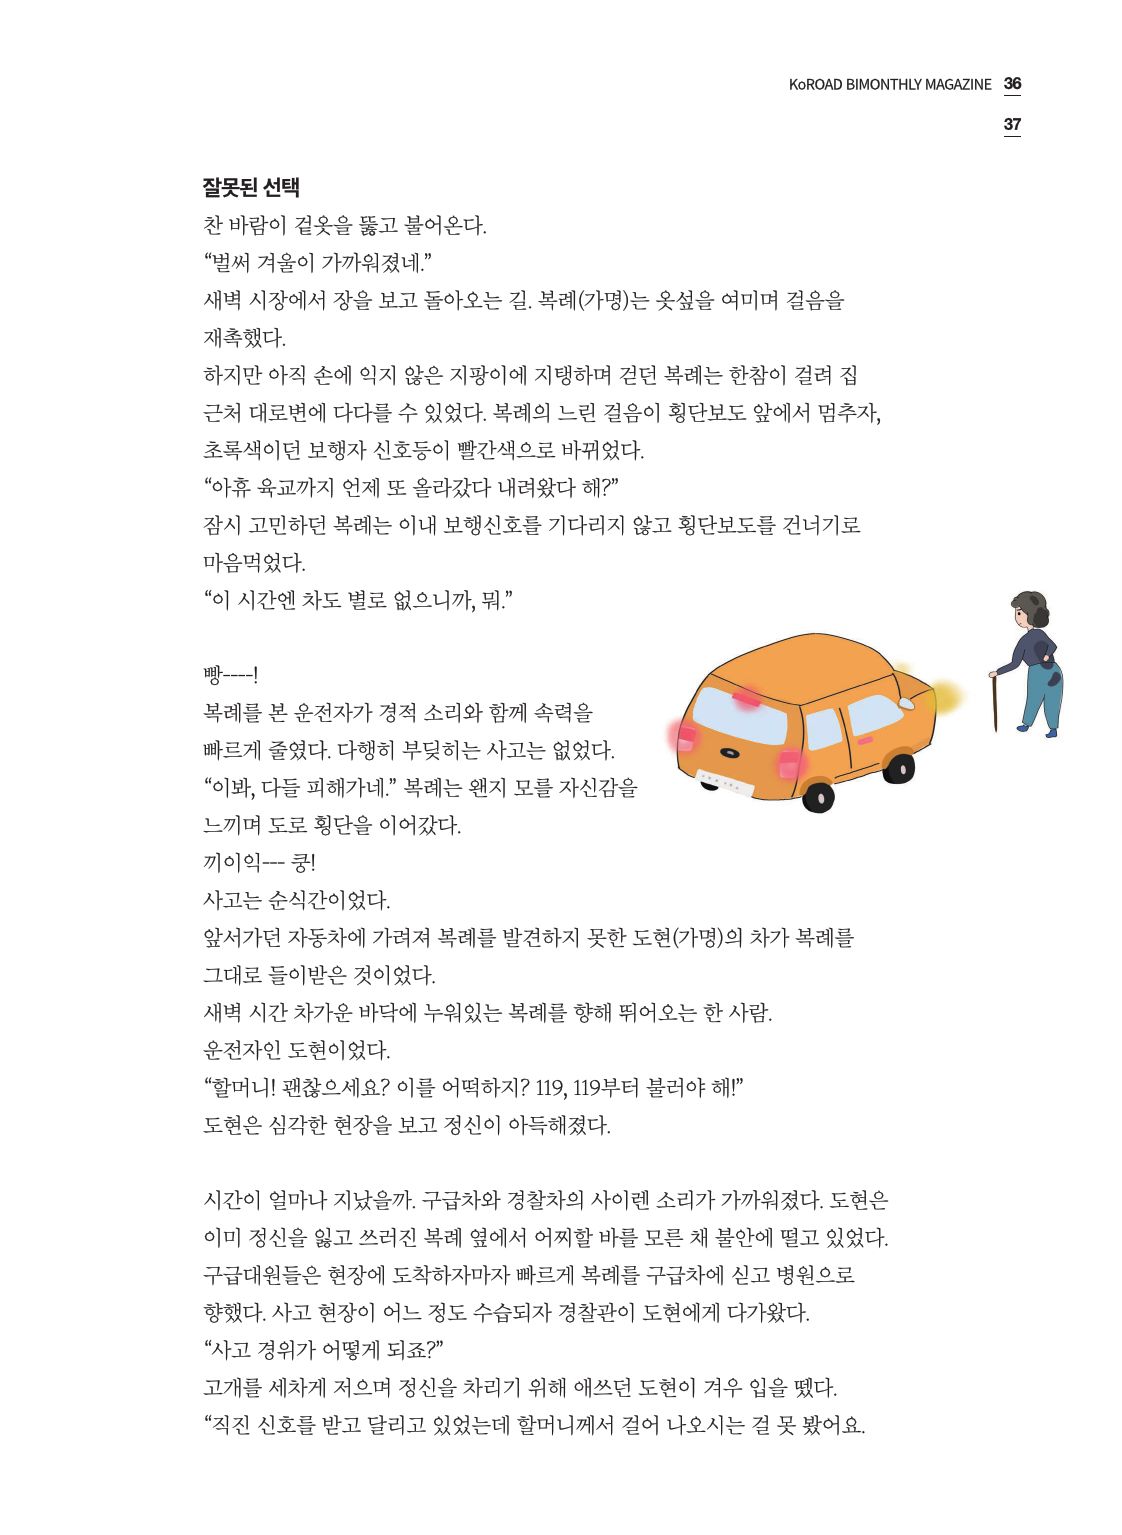 KoROAD BIMONTHLY MAGAZINE 36
37
잘못된 선택
찬 바람이 겉옷을 뚫고 불어온다.
“벌써 겨울이 가까워졌네.”
새벽 시장에서 장을 보고 돌아오는 길. 복례(가명)는 옷섶을 여미며 걸음을
재촉했다.
하지만 아직 손에 익지 않은 지팡이에 지탱하며 걷던 복례는 한참이 걸려 집
근처 대로변에 다다를 수 있었다. 복례의 느린 걸음이 횡단보도 앞에서 멈추자,
초록색이던 보행자 신호등이 빨간색으로 바뀌었다.
“아휴 육교까지 언제 또 올라갔다 내려왔다 해?”
잠시 고민하던 복례는 이내 보행신호를 기다리지 않고 횡단보도를 건너기로
마음먹었다.
“이 시간엔 차도 별로 없으니까, 뭐.”
빵----!
복례를 본 운전자가 경적 소리와 함께 속력을
빠르게 줄였다. 다행히 부딪히는 사고는 없었다.
“이봐, 다들 피해가네.” 복례는 왠지 모를 자신감을
느끼며 도로 횡단을 이어갔다.
끼이익--- 쿵!
사고는 순식간이었다.
앞서가던 자동차에 가려져 복례를 발견하지 못한 도현(가명)의 차가 복례를
그대로 들이받은 것이었다.
새벽 시간 차가운 바닥에 누워있는 복례를 향해 뛰어오는 한 사람.
운전자인 도현이었다.
“할머니! 괜찮으세요? 이를 어떡하지? 119, 119부터 불러야 해!”
도현은 심각한 현장을 보고 정신이 아득해졌다.
시간이 얼마나 지났을까. 구급차와 경찰차의 사이렌 소리가 가까워졌다. 도현은
이미 정신을 잃고 쓰러진 복례 옆에서 어찌할 바를 모른 채 불안에 떨고 있었다.
구급대원들은 현장에 도착하자마자 빠르게 복례를 구급차에 싣고 병원으로
향했다. 사고 현장이 어느 정도 수습되자 경찰관이 도현에게 다가왔다.
“사고 경위가 어떻게 되죠?”
고개를 세차게 저으며 정신을 차리기 위해 애쓰던 도현이 겨우 입을 뗐다.
“직진 신호를 받고 달리고 있었는데 할머니께서 걸어 나오시는 걸 못 봤어요.